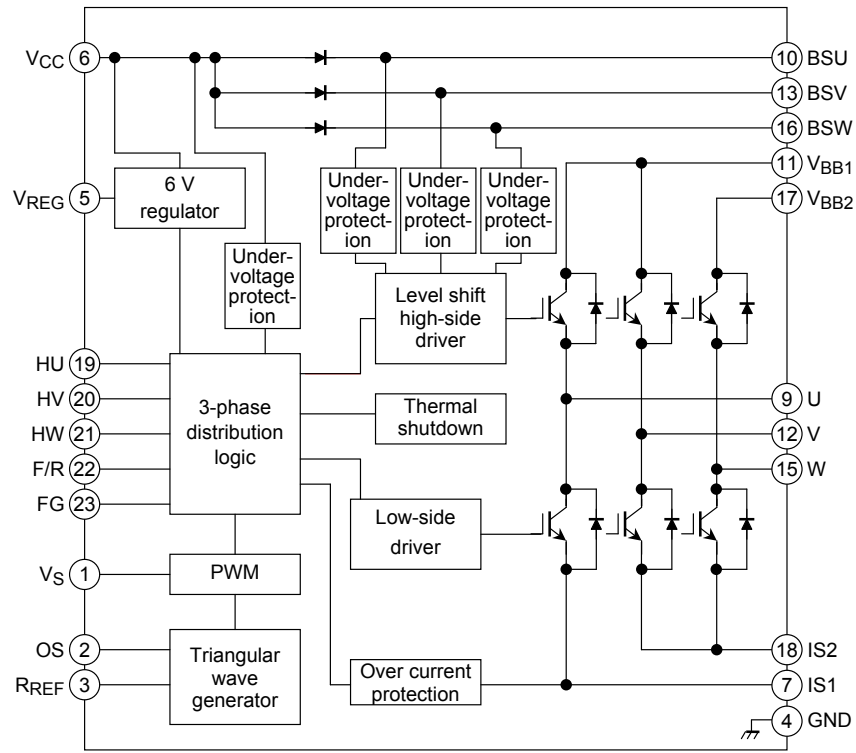 VCC 6
10 BSU
13 BSV
16 BSW
11 VBB1
17 VBB2
VREG 5
6 V
regulator
Under-
voltage
protect-
ion
Under-
voltage
protect-
ion
Under-
voltage
protect-
ion
Under-
voltage
protect-
ion
Level shift
high-side
driver
HU 19
HV 20
HW 21
F/R 22
FG 23
3-phase
distribution
logic
Thermal
shutdown
9 U
12 V
15 W
Low-side
driver
VS 1
PWM
OS 2
RREF 3
Triangular
wave
generator
Over current
protection
18 IS2
7 IS1
4 GND